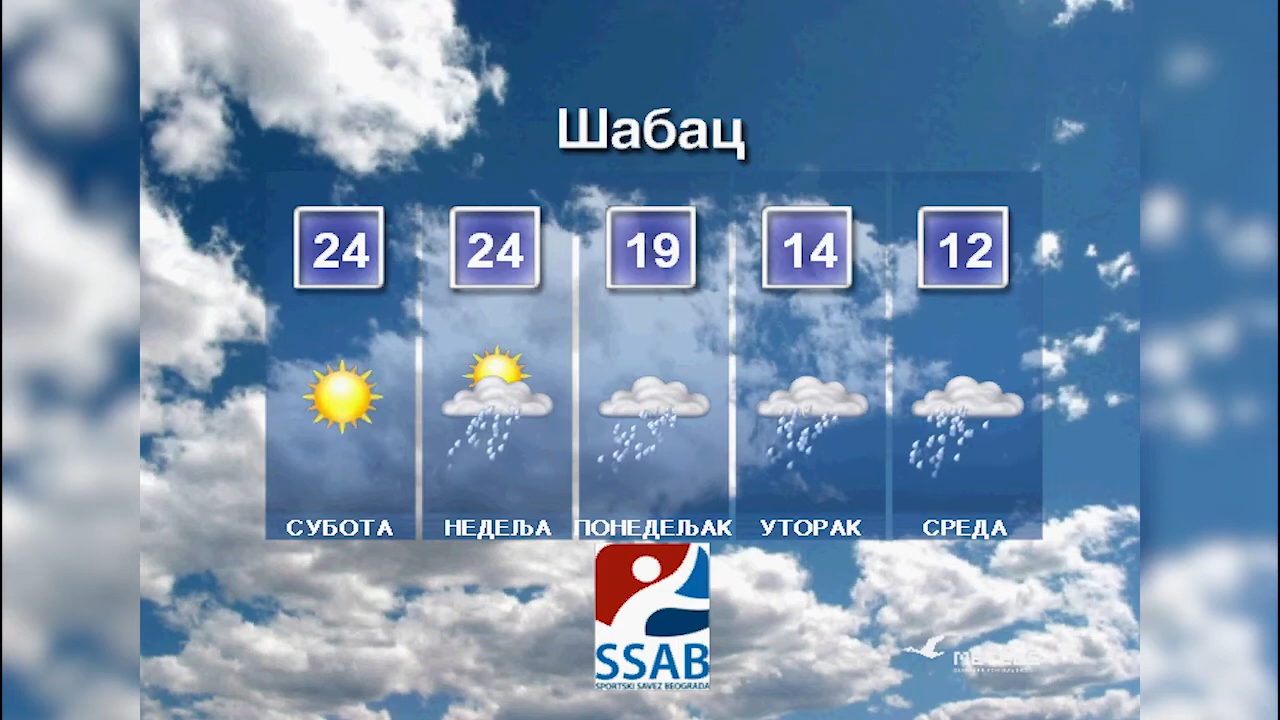 Шабац
24 24 19 14 12
СУБОТА НЕДЕЉА ПОНЕДЕЉАК УТОРАК СРЕДА
SSAB
SPORTSKI SAVEZ BEOGRADA